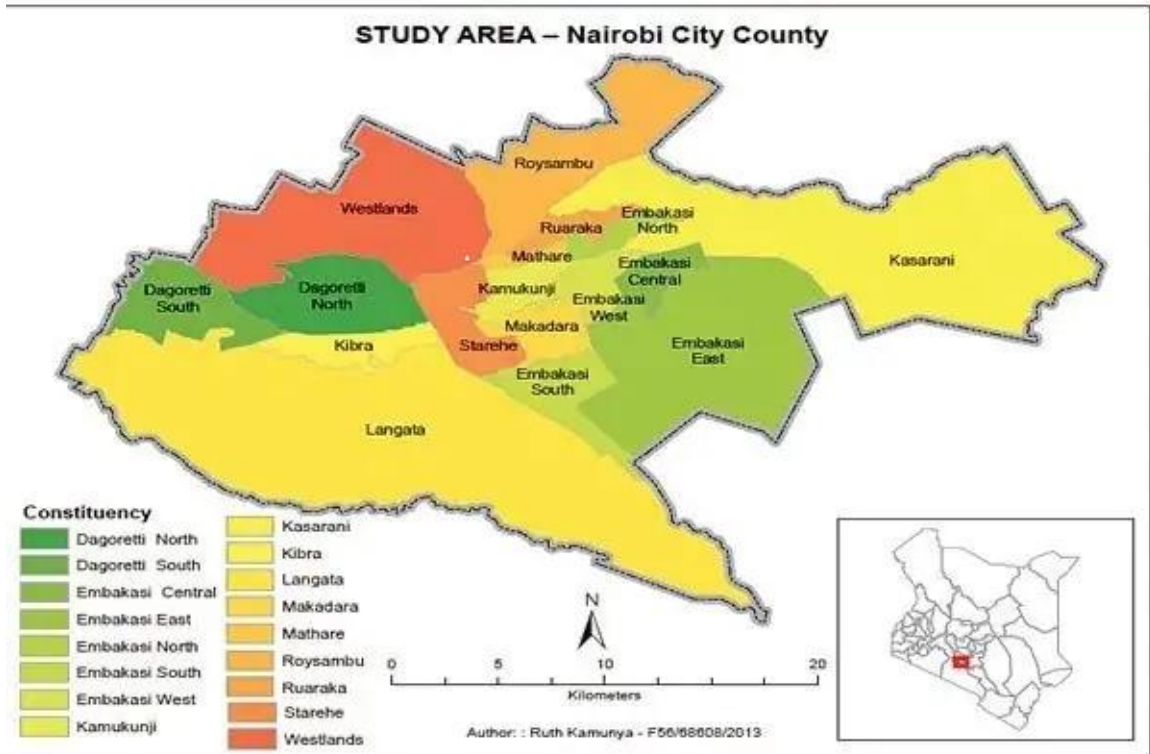 STUDY AREA – Nairobi City County
Roysambu
Westlands
Ruaraka
Embakasi
North
Mathare
Kasarani
Embakasi
Central
Dagoretti
South
Dagoretti
North
Kamukunji
Embakasi
West
Makadara
Kibra
Starehe
Embakasi
East
Embakasi
South
Langata
Constituency
Dagoretti North
Dagoretti South
Embakasi Central
Embakasi East
Embakasi North
Embakasi South
Embakasi West
Kamukunji
Kasarani
Kibra
Langata
Makadara
Mathare
Roysambu
Ruaraka
Starehe
Westlands
N
0 5 10 20
Kilometers
Author: : Ruth Kamunya - F56/68608/2013